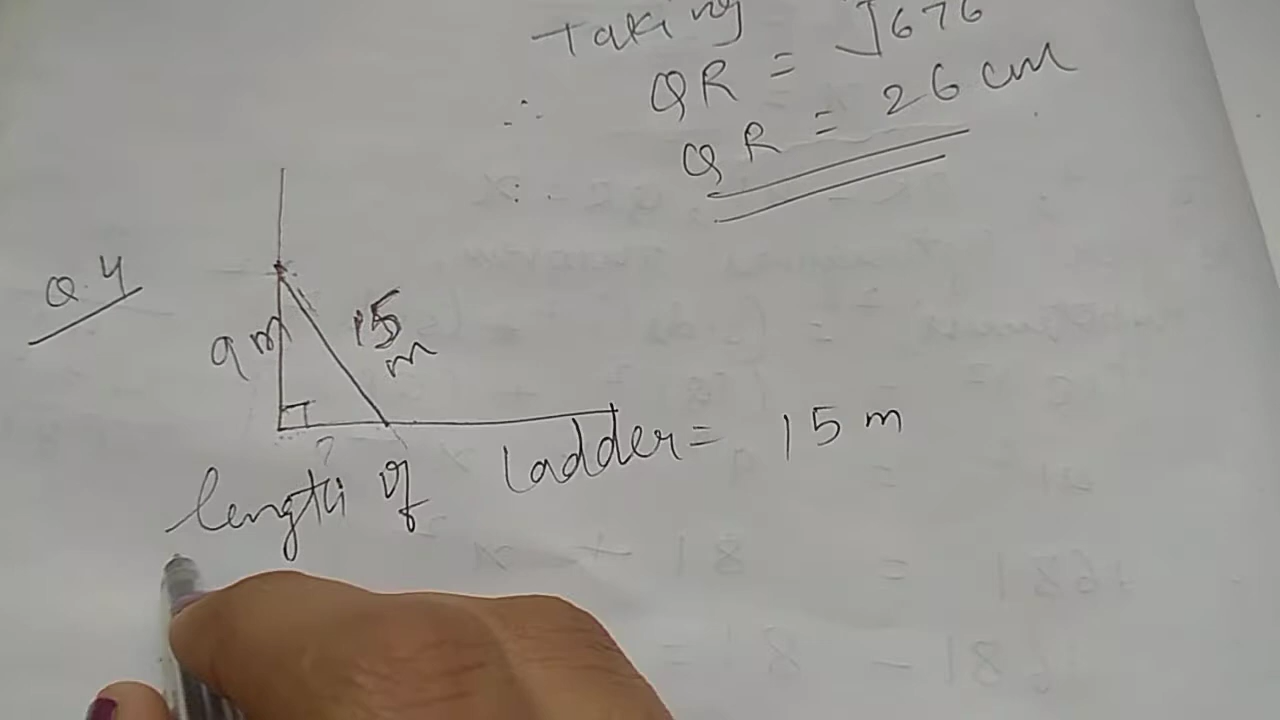 Taking √676
∴ QR =
∴ QR = 26 cm
Q.4
9m 15 m
?
length of Ladder = 15 m